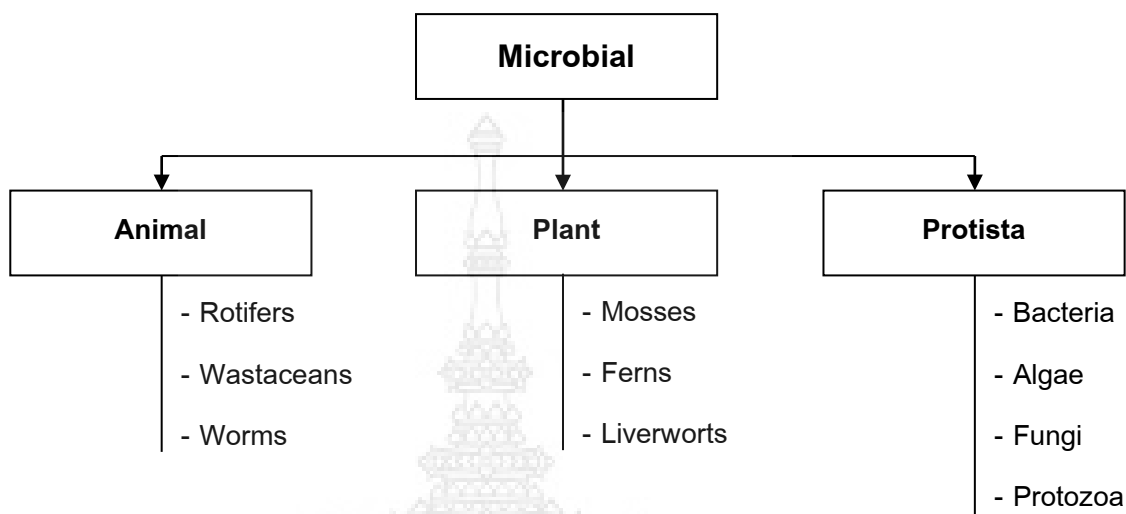 Microbial
Animal
Plant
Protista
- Rotifers
- Wastaceans
- Worms
- Mosses
- Ferns
- Liverworts
- Bacteria
- Algae
- Fungi
- Protozoa